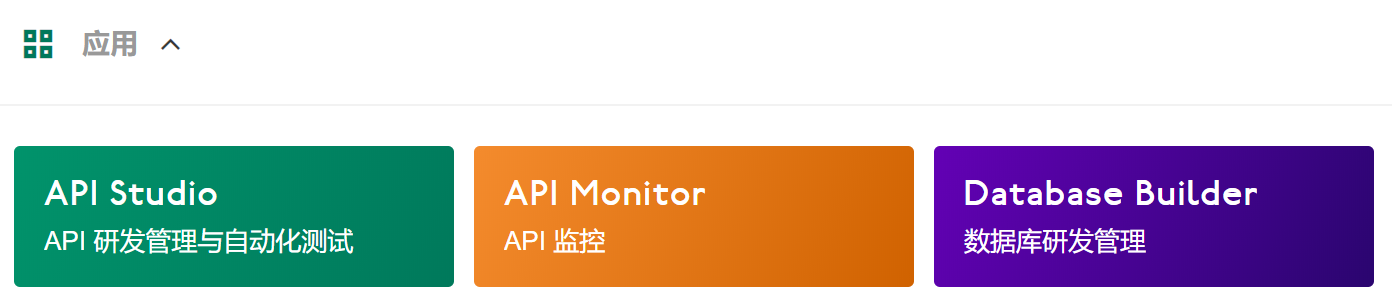 应用
API Studio
API 研发管理与自动化测试
API Monitor
API 监控
Database Builder
数据库研发管理